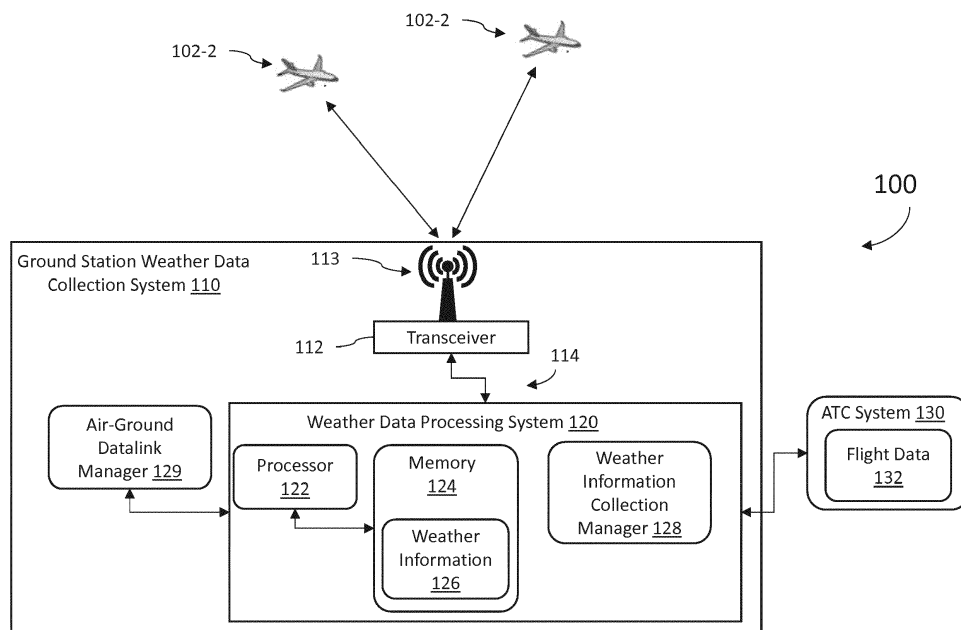 102-2
102-2
100
Ground Station Weather Data
Collection System 110
113
112
Transceiver
114
Weather Data Processing System 120
Air-Ground
Datalink
Manager 129
Processor
122
Memory
124
Weather
Information
126
Weather
Information
Collection
Manager 128
ATC System 130
Flight Data
132